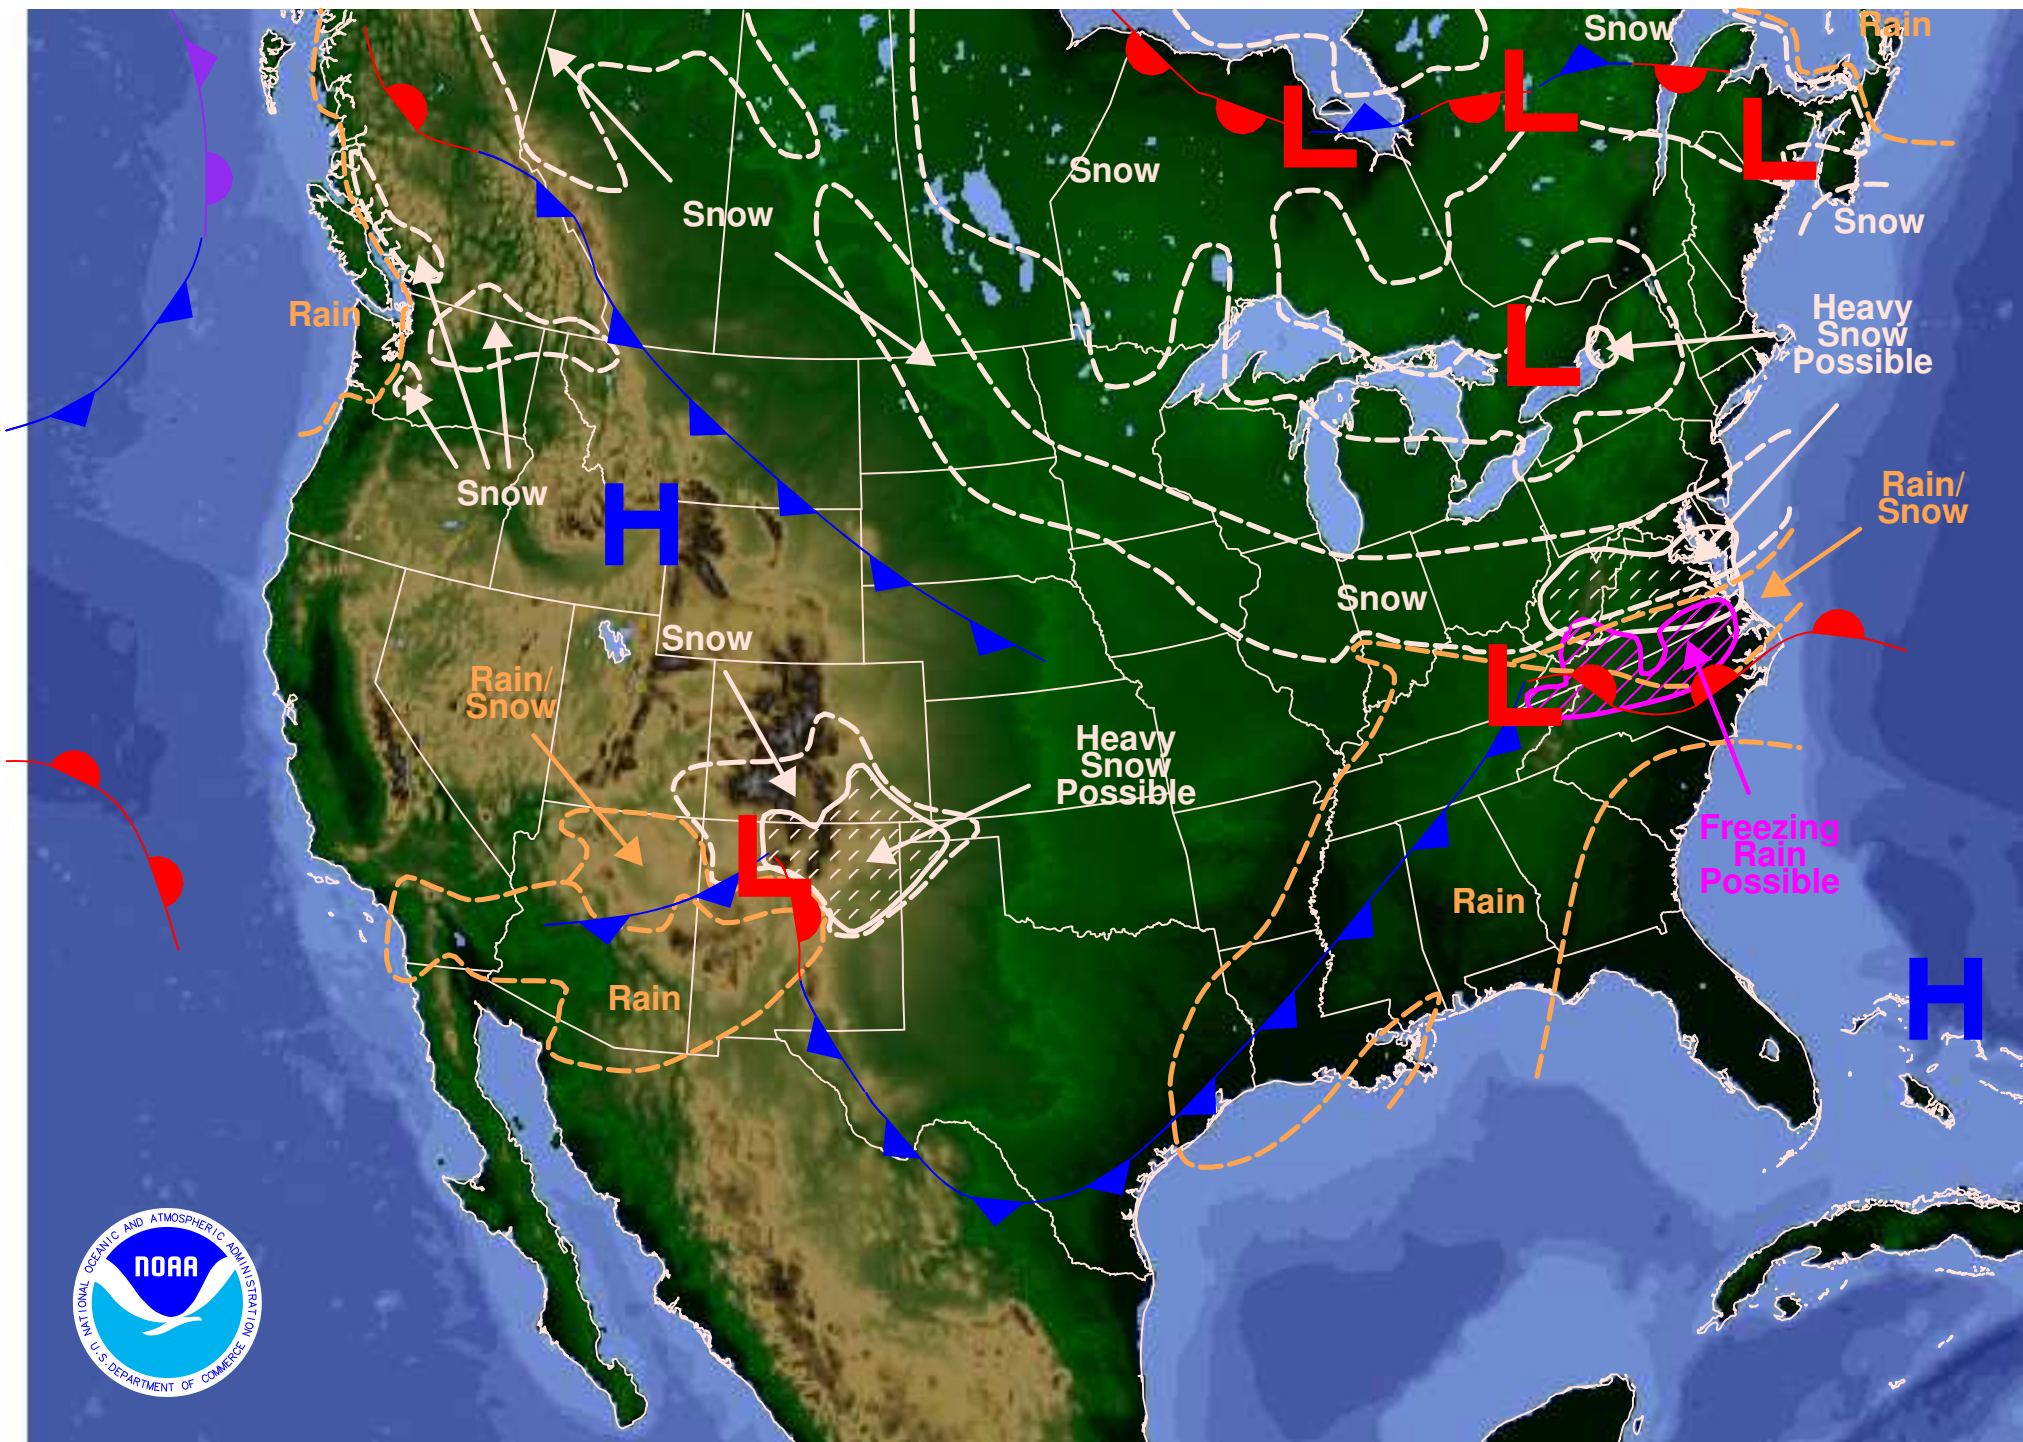 Snow
Rain
Snow
Snow
Snow
Rain
Heavy
Snow
Possible
Snow
Rain/
Snow
Snow
Snow
Rain/
Snow
Heavy
Snow
Possible
Freezing
Rain
Possible
Rain
Rain
H
H
L
L
L
L
L
L
NATIONAL OCEANIC AND ATMOSPHERIC ADMINISTRATION
NOAA
U.S. DEPARTMENT OF COMMERCE